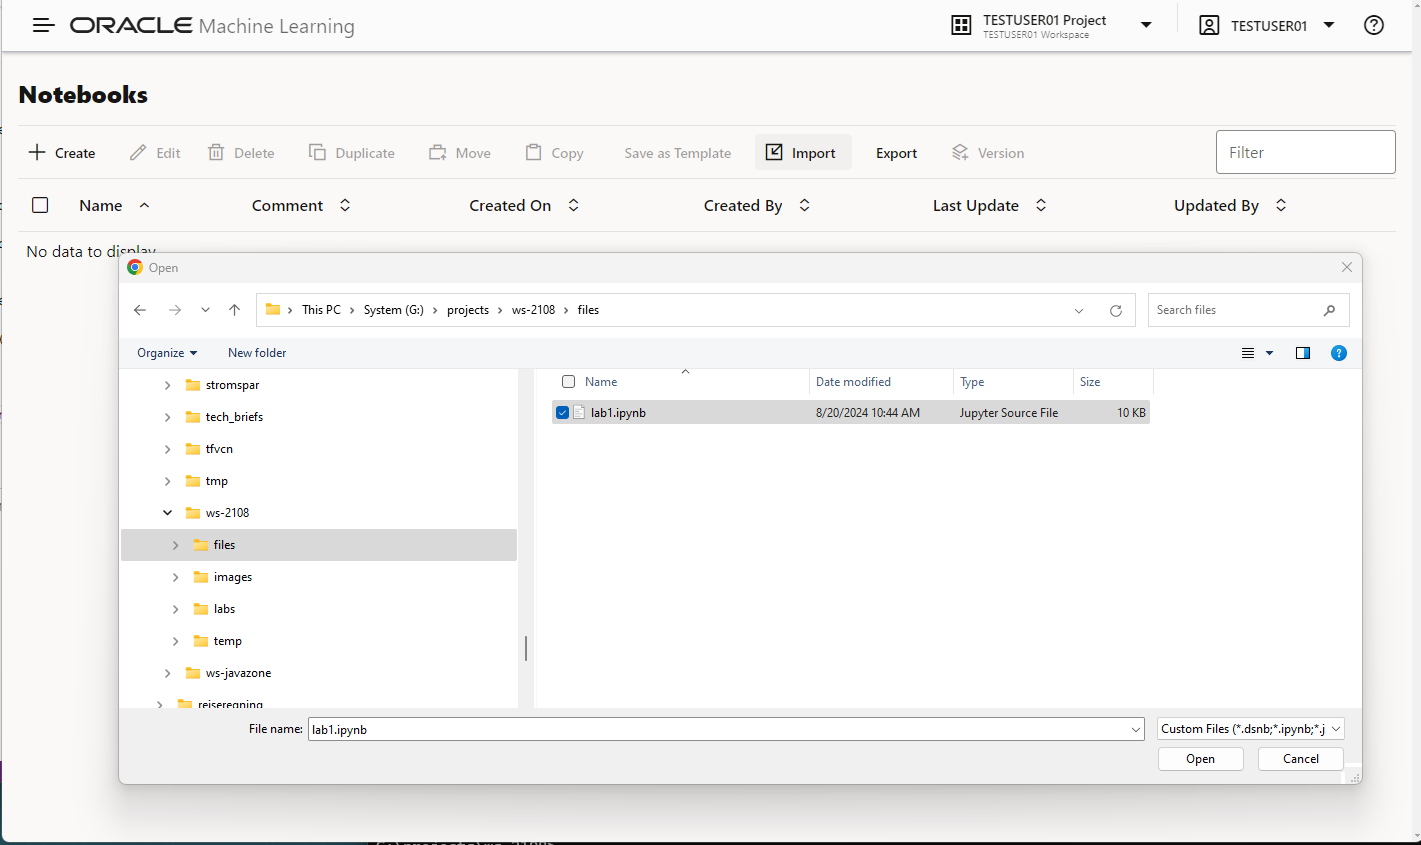 ORACLE Machine Learning
TESTUSER01 Project
TESTUSER01 Workspace
TESTUSER01
Notebooks
Create Edit Delete Duplicate Move Copy Save as Template Import Export Version Filter
Name Comment Created On Created By Last Update Updated By
No data to display
Open
This PC System (G:) projects ws-2108 files Search files
Organize New folder
Name Date modified Type Size
lab1.ipynb 8/20/2024 10:44 AM Jupyter Source File 10 KB
stromspar
tech_briefs
tfvcn
tmp
ws-2108
files
images
labs
temp
ws-javazone
reiseregning
File name: lab1.ipynb Custom Files (*.dsnb;*.ipynb;*.j
Open Cancel